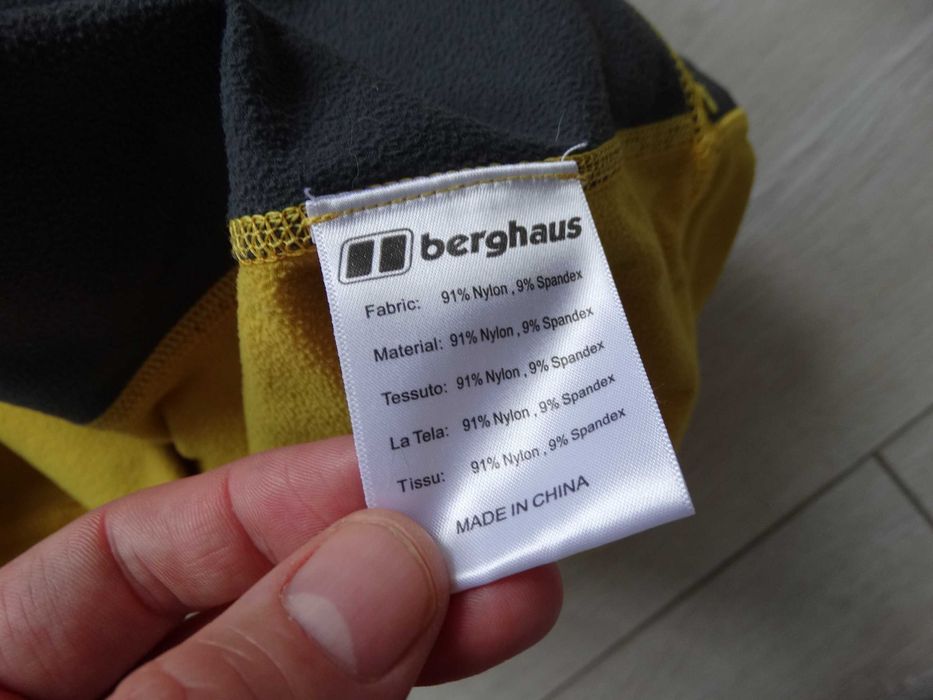 berghaus
Fabric: 91% Nylon , 9% Spandex
Material: 91% Nylon , 9% Spandex
Tessuto: 91% Nylon , 9% Spandex
La Tela: 91% Nylon , 9% Spandex
Tissu: 91% Nylon , 9% Spandex
MADE IN CHINA